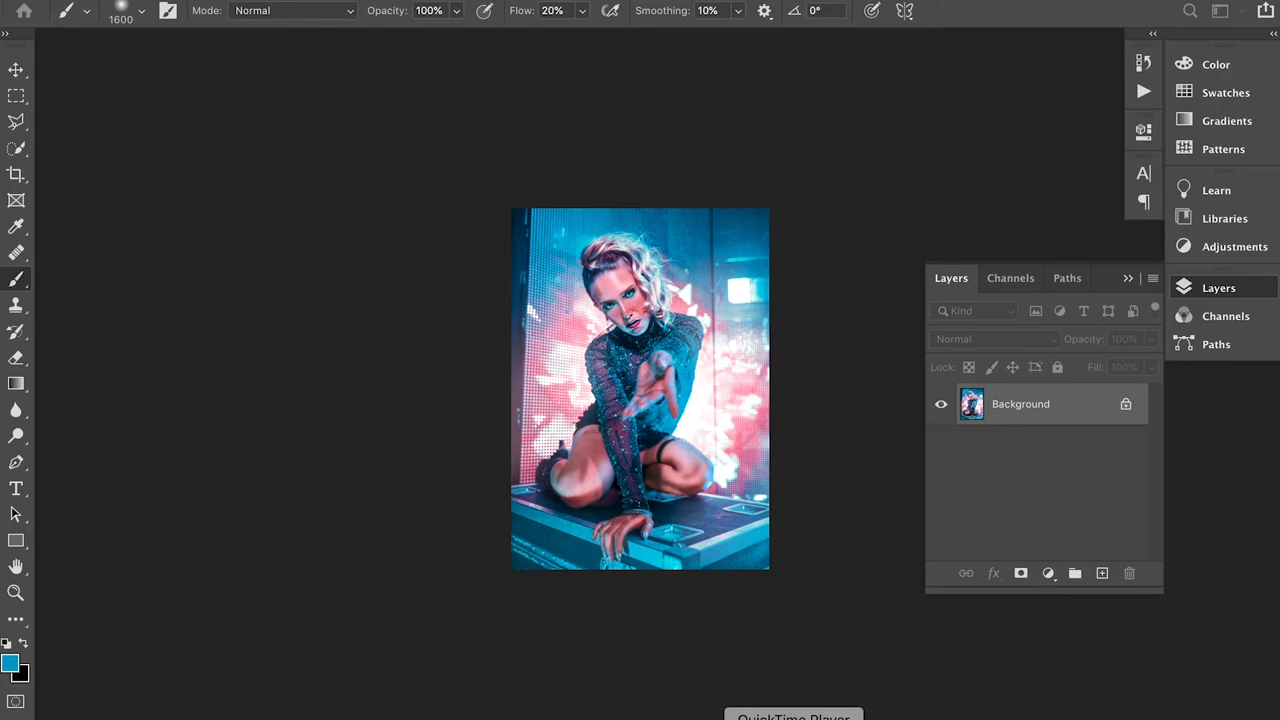 1600 Mode: Normal Opacity: 100% Flow: 20% Smoothing: 10% 0°
Color
Swatches
Gradients
Patterns
Learn
Libraries
Adjustments
Layers
Channels
Paths
Layers Channels Paths
Kind
Normal Opacity: 100%
Lock: Fill: 100%
Background
fx
QuickTime Player